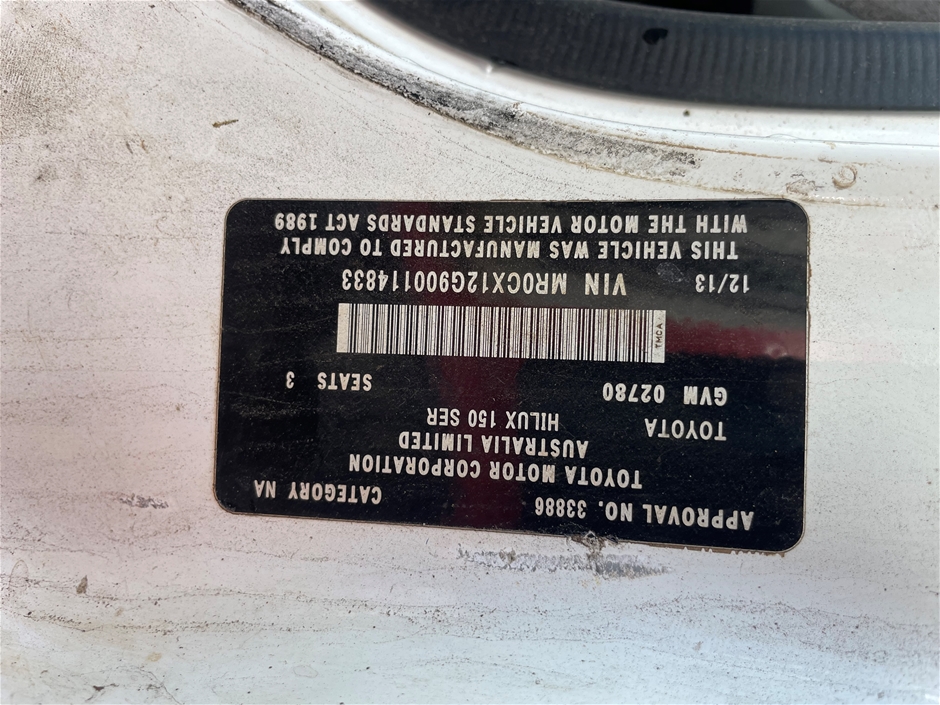 APPROVAL NO. 33886 CATEGORY NA
TOYOTA MOTOR CORPORATION
AUSTRALIA LIMITED
TOYOTA HILUX 150 SER
GVM 02780 SEATS 3
TMCA
12/13 VIN MR0CX12G900114833
THIS VEHICLE WAS MANUFACTURED TO COMPLY
WITH THE MOTOR VEHICLE STANDARDS ACT 1989